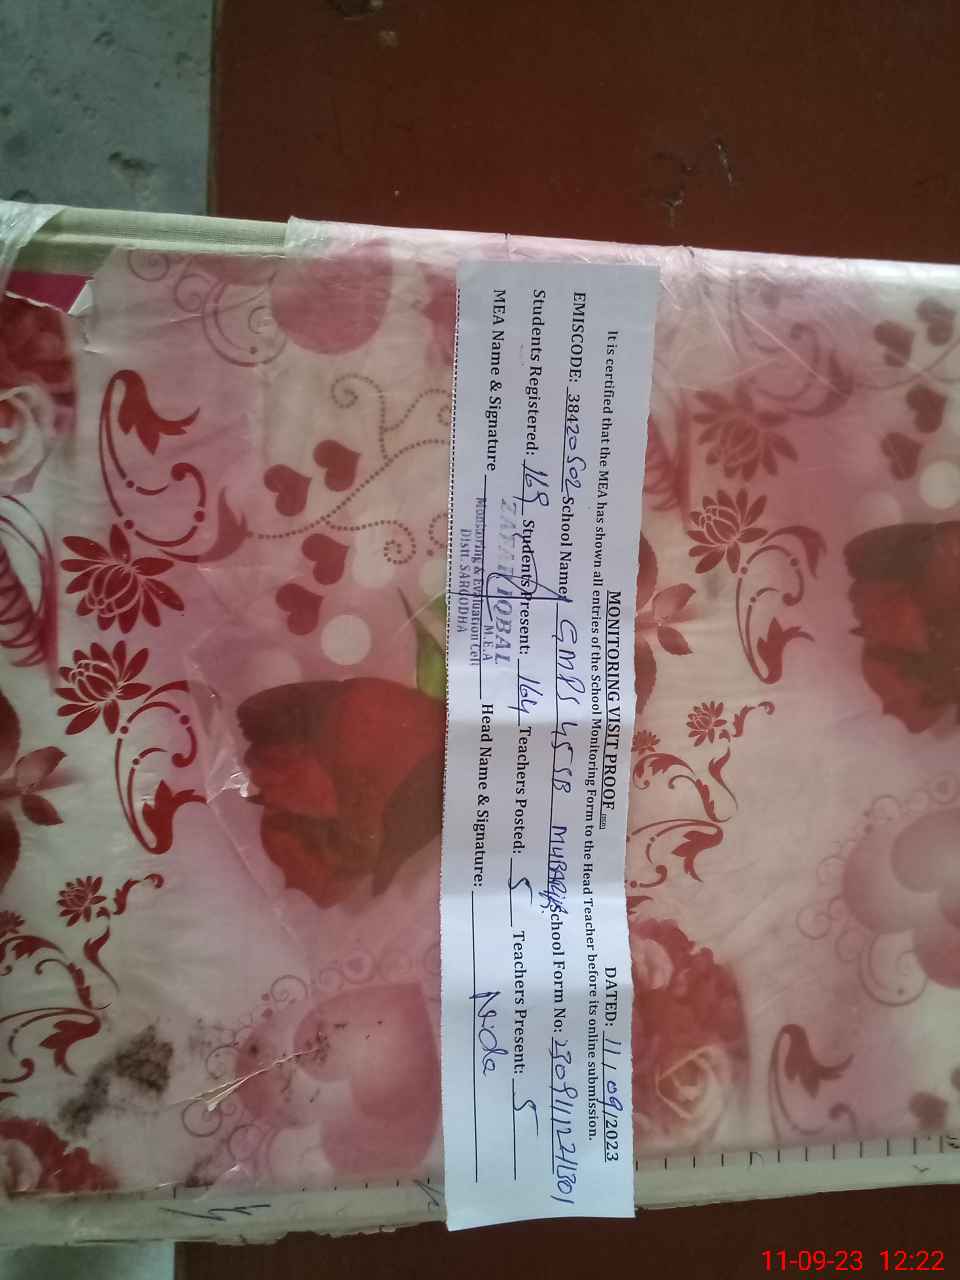 MONITORING VISIT PROOF DATED: 11/09/2023
It is certified that the MEA has shown all entries of the School Monitoring Form to the Head Teacher before its online submission.
EMISCODE: 38420502 School Name: GMPS 45 SB School Form No:
Students Registered: 169 Students Present: 164 Teachers Posted: 5 Teachers Present: 5
MEA Name & Signature Head Name & Signature: Nida
ZAFAR IQBAL
M.E.A
Monitoring & Evaluation Cell
Distt. SARGODHA
11-09-23 12:22